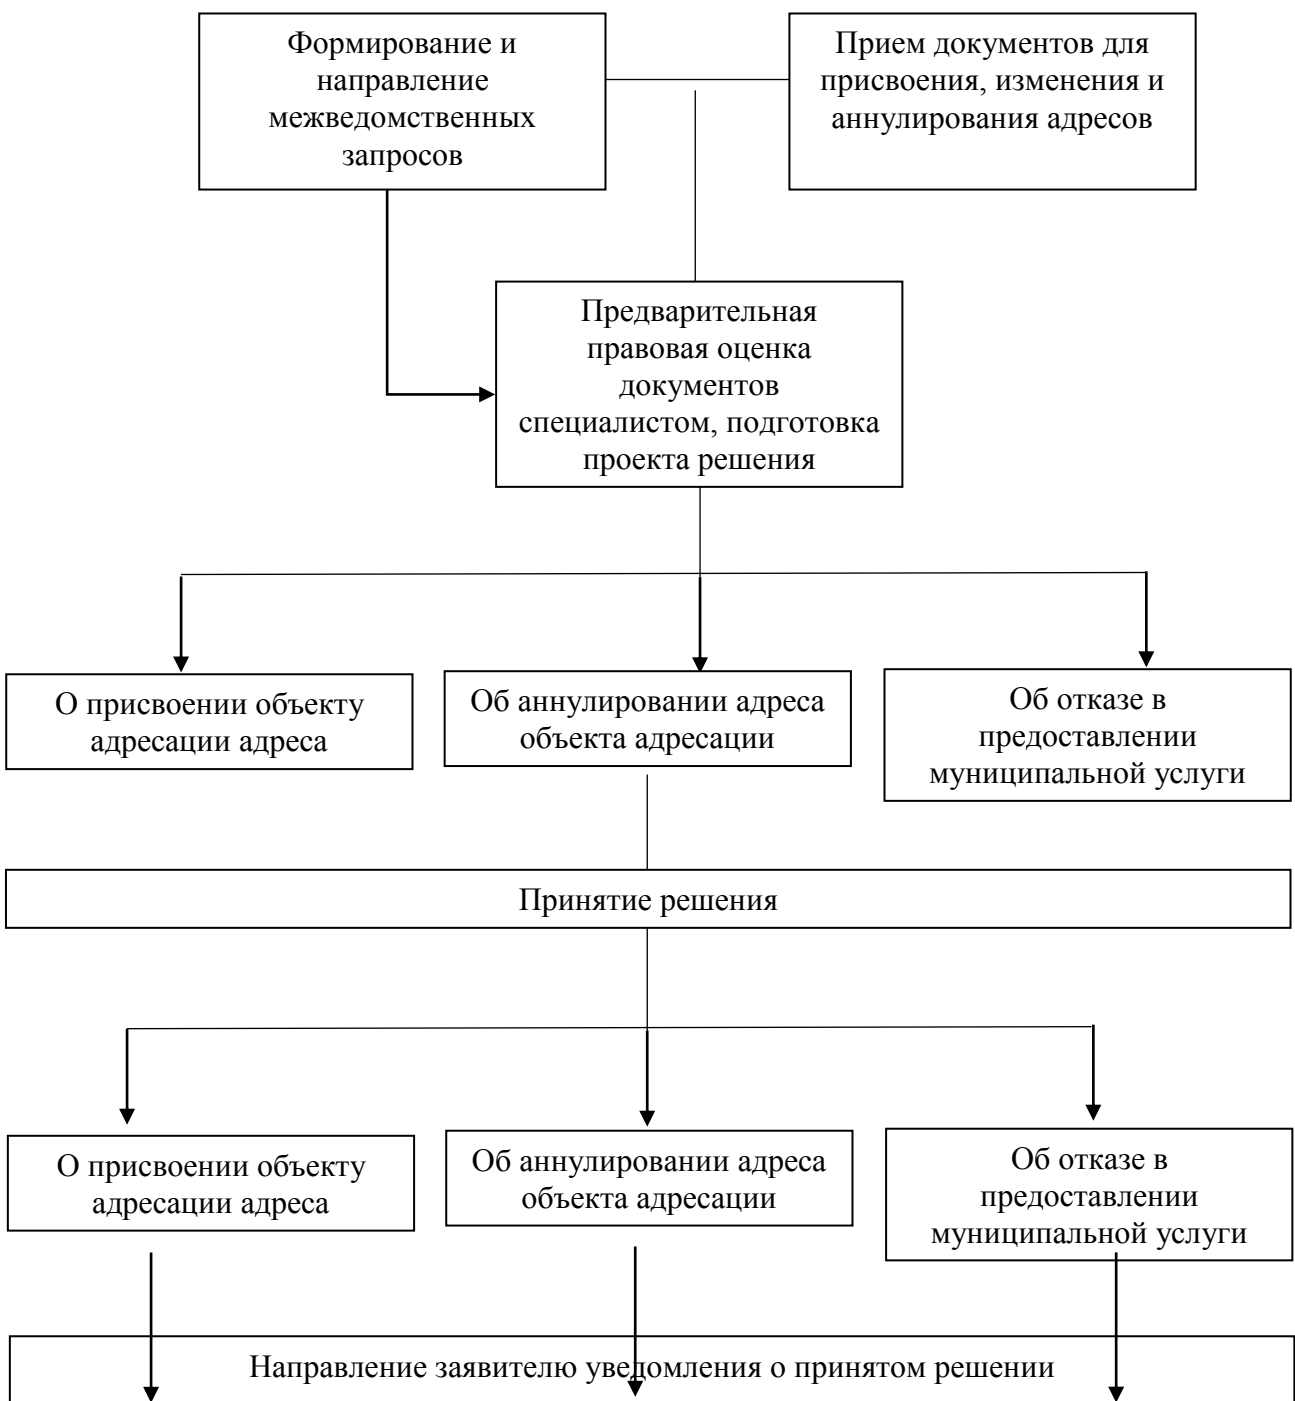 Формирование и
направление
межведомственных
запросов
Прием документов для
присвоения, изменения и
аннулирования адресов
Предварительная
правовая оценка
документов
специалистом, подготовка
проекта решения
О присвоении объекту
адресации адреса
Об аннулировании адреса
объекта адресации
Об отказе в
предоставлении
муниципальной услуги
Принятие решения
О присвоении объекту
адресации адреса
Об аннулировании адреса
объекта адресации
Об отказе в
предоставлении
муниципальной услуги
Направление заявителю уведомления о принятом решении